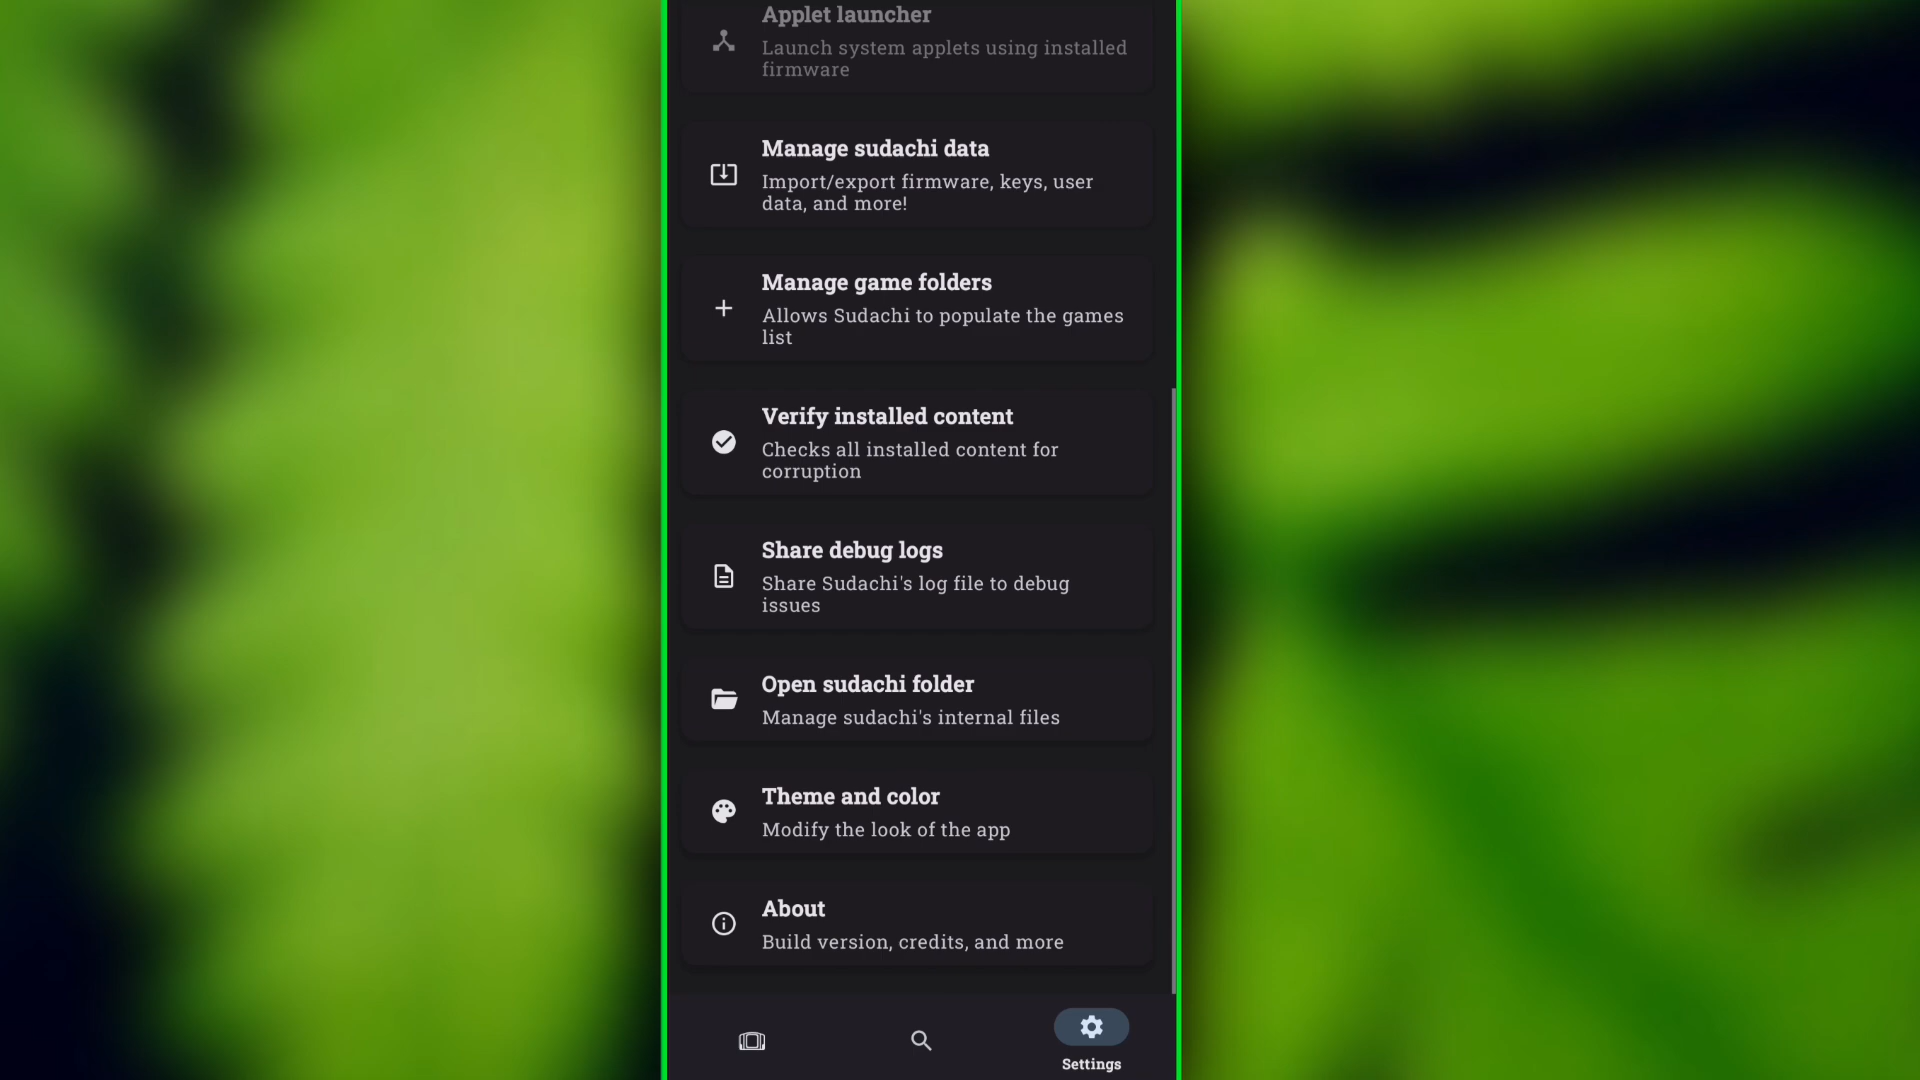 Applet launcher
Launch system applets using installed
firmware
Manage sudachi data
Import/export firmware, keys, user
data, and more!
Manage game folders
Allows Sudachi to populate the games
list
Verify installed content
Checks all installed content for
corruption
Share debug logs
Share Sudachi's log file to debug
issues
Open sudachi folder
Manage sudachi's internal files
Theme and color
Modify the look of the app
About
Build version, credits, and more
Settings